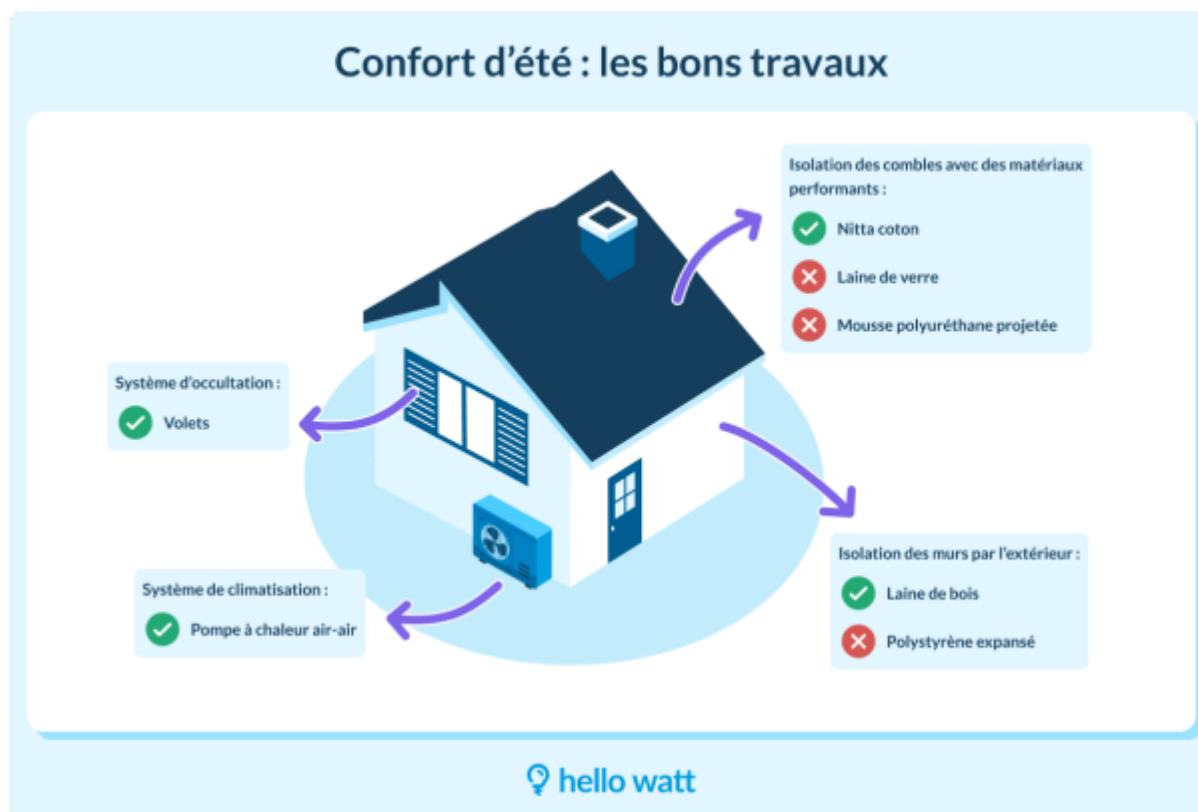 Confort d'été : les bons travaux
Isolation des combles avec des matériaux
performants :
Nitta coton
Laine de verre
Mousse polyuréthane projetée
Système d'occultation :
Volets
Système de climatisation :
Pompe à chaleur air-air
Isolation des murs par l'extérieur :
Laine de bois
Polystyrène expansé
hello watt